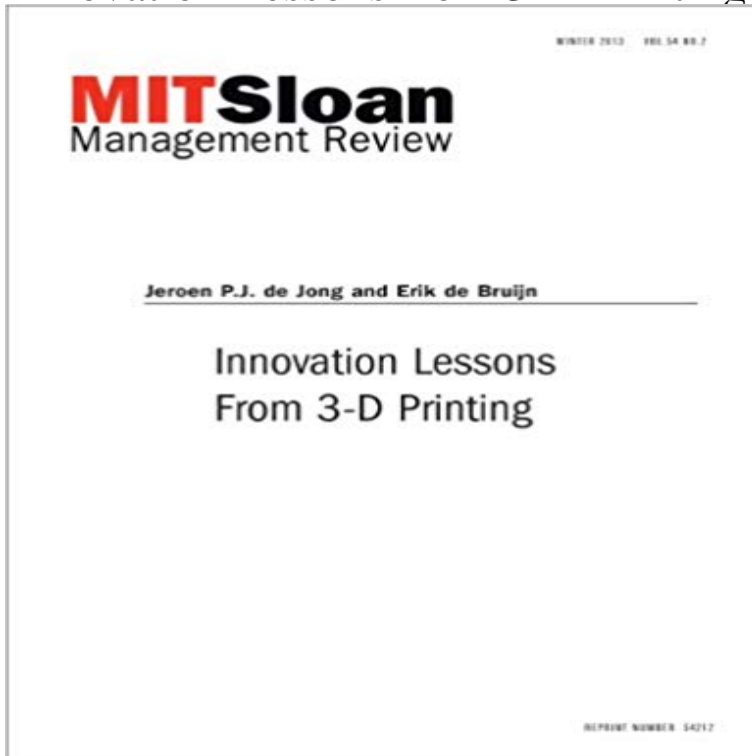 WINTER 2013 VOL.54 NO.2
MITSloan
Management Review
Jeroen P.J. de Jong and Erik de Bruijn
Innovation Lessons
From 3-D Printing
REPRINT NUMBER 54212